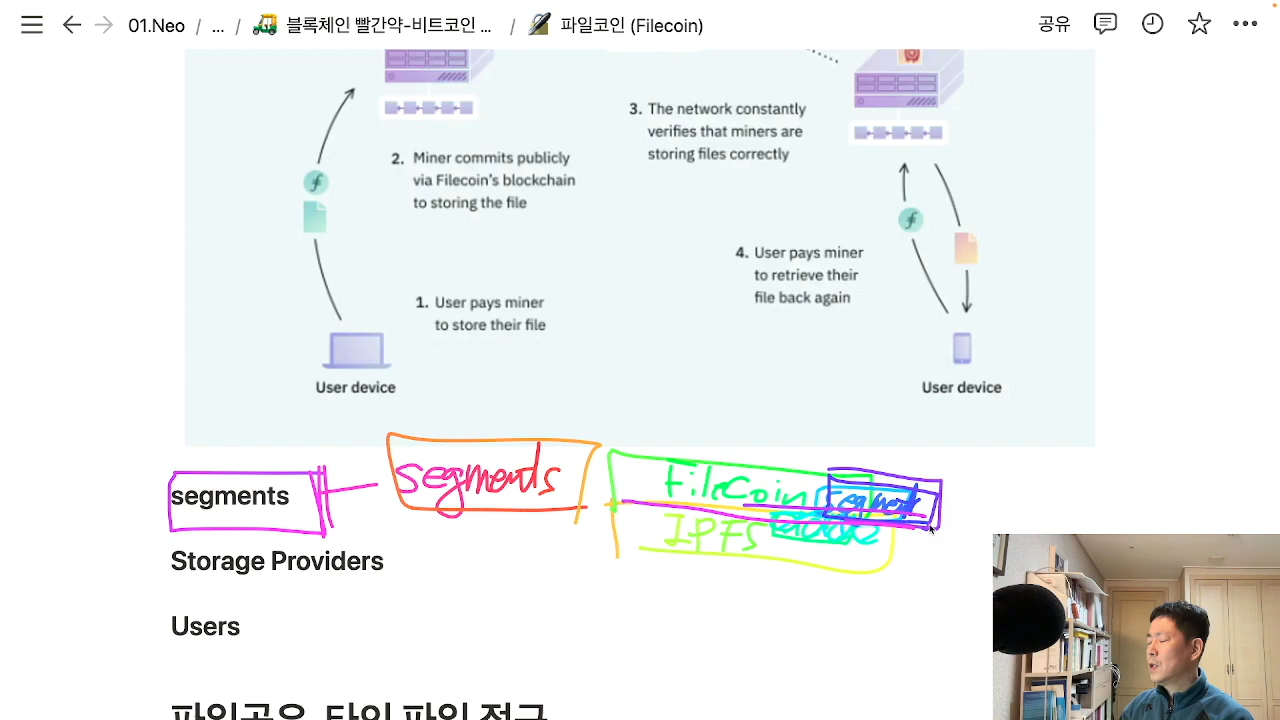 01.Neo / ... / 블록체인 빨간약-비트코인 ... / 파일코인 (Filecoin)
공유
3. The network constantly
verifies that miners are
storing files correctly
2. Miner commits publicly
via Filecoin's blockchain
to storing the file
4. User pays miner
to retrieve their
file back again
1. User pays miner
to store their file
User device
User device
segments
segments
FileCoin
IPFS
Storage Providers
Users